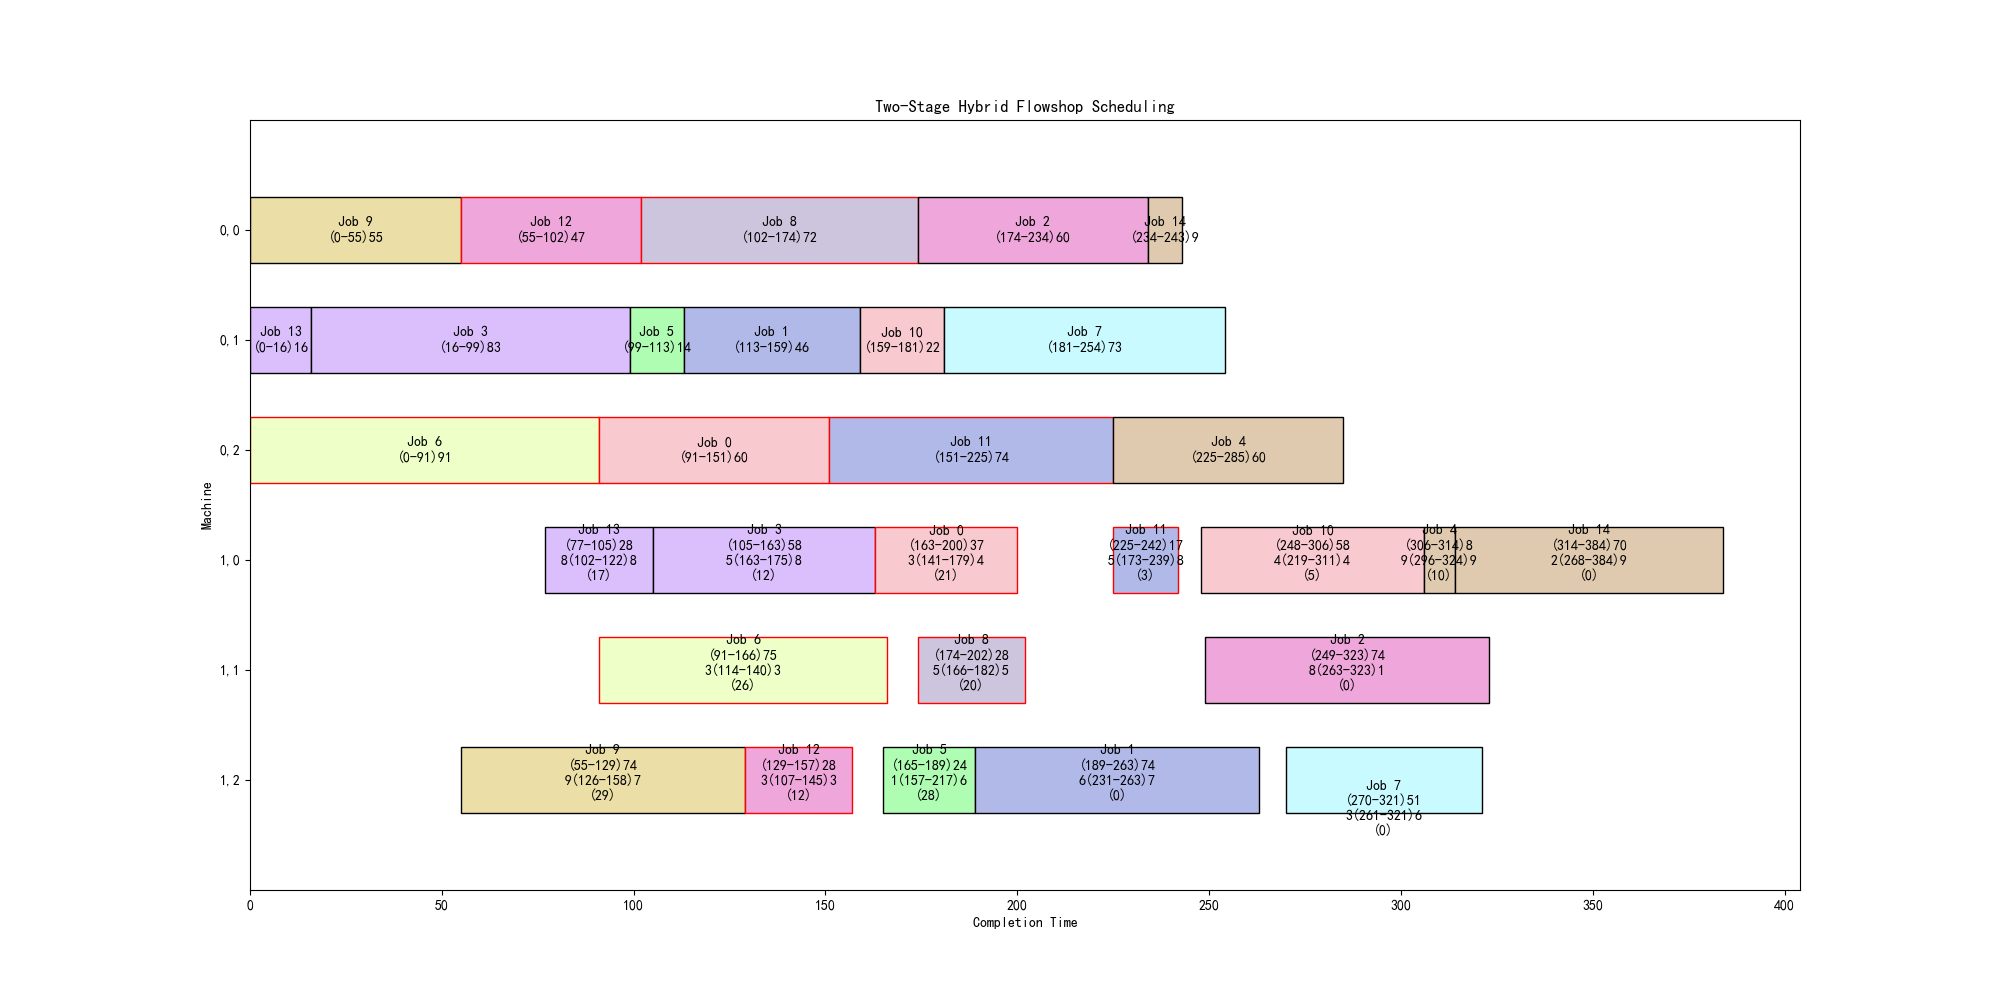 Two-Stage Hybrid Flowshop Scheduling
Machine
0,0
Job 9
(0-55)55
Job 12
(55-102)47
Job 8
(102-174)72
Job 2
(174-234)60
Job 14
(234-243)9
0,1
Job 13
(0-16)16
Job 3
(16-99)83
Job 5
(99-113)14
Job 1
(113-159)46
Job 10
(159-181)22
Job 7
(181-254)73
0,2
Job 6
(0-91)91
Job 0
(91-151)60
Job 11
(151-225)74
Job 4
(225-285)60
1,0
Job 13
(77-105)28
8(102-122)8
(17)
Job 3
(105-163)58
5(163-175)8
(12)
Job 0
(163-200)37
3(141-179)4
(21)
Job 11
(225-242)17
5(173-239)8
(3)
Job 10
(248-306)58
4(219-311)4
(5)
Job 4
(306-314)8
9(296-324)9
(10)
Job 14
(314-384)70
2(268-384)9
(0)
1,1
Job 6
(91-166)75
3(114-140)3
(26)
Job 8
(174-202)28
5(166-182)5
(20)
Job 2
(249-323)74
8(263-323)1
(0)
1,2
Job 9
(55-129)74
9(126-158)7
(29)
Job 12
(129-157)28
3(107-145)3
(12)
Job 5
(165-189)24
1(157-217)6
(28)
Job 1
(189-263)74
6(231-263)7
(0)
Job 7
(270-321)51
3(261-321)6
(0)
0
50
100
150
200
250
300
350
400
Completion Time